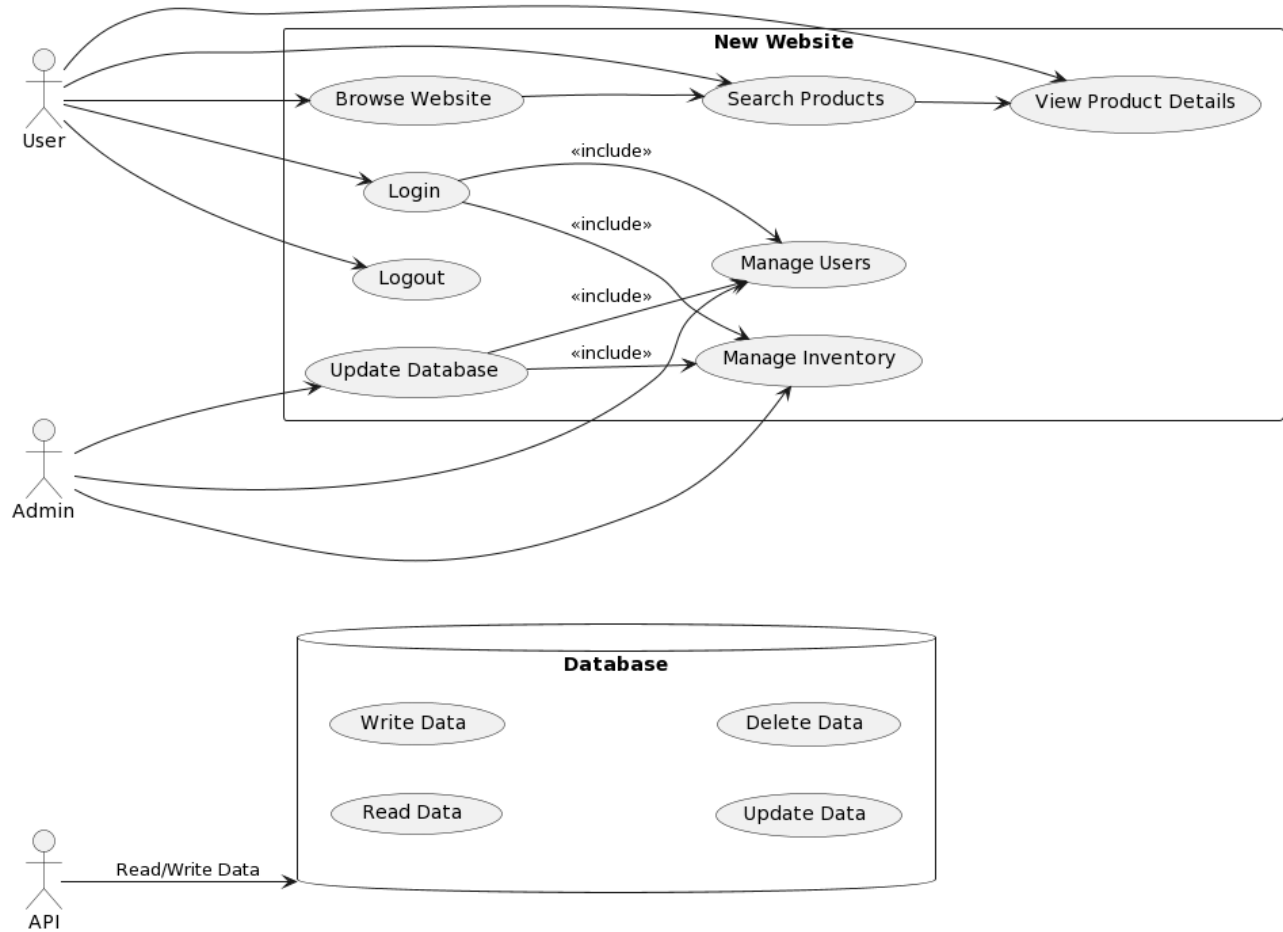 New Website
Browse Website
Search Products
View Product Details
User
«include»
Login
«include»
Manage Users
Logout
«include»
«include»
Manage Inventory
Update Database
Admin
Database
Write Data
Delete Data
Read Data
Update Data
Read/Write Data
API